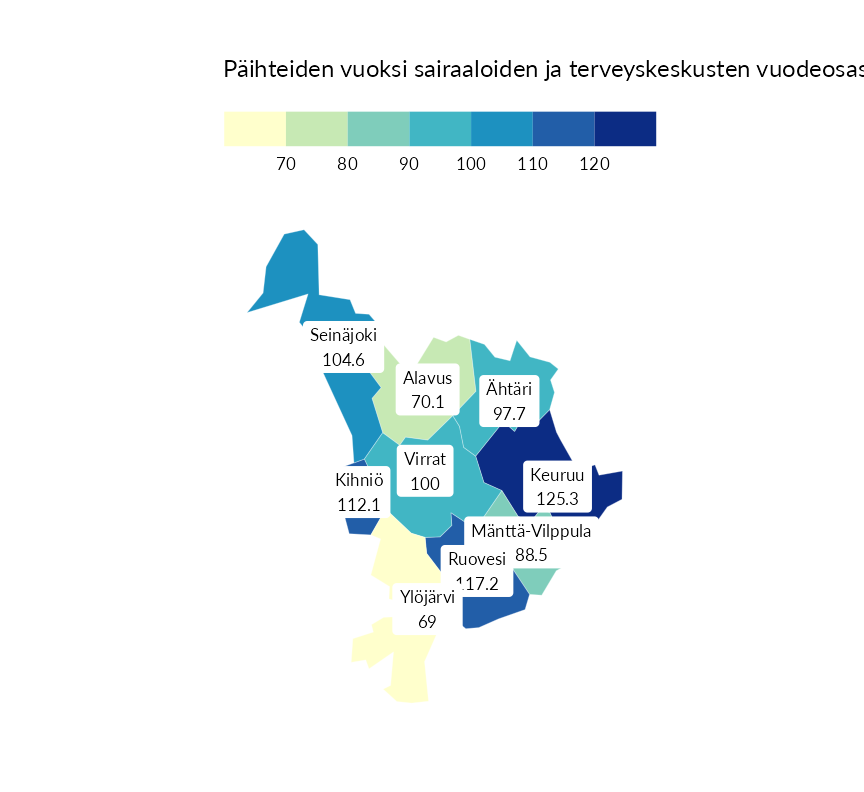 Päihteiden vuoksi sairaaloiden ja terveyskeskusten
70 80 90 100 110 120
Seinäjoki
104.6
Alavus
70.1
Ähtäri
97.7
Virrat
100
Kihniö
112.1
Keuruu
125.3
Mänttä-Vilppula
88.5
Ruovesi
117.2
Ylöjärvi
69